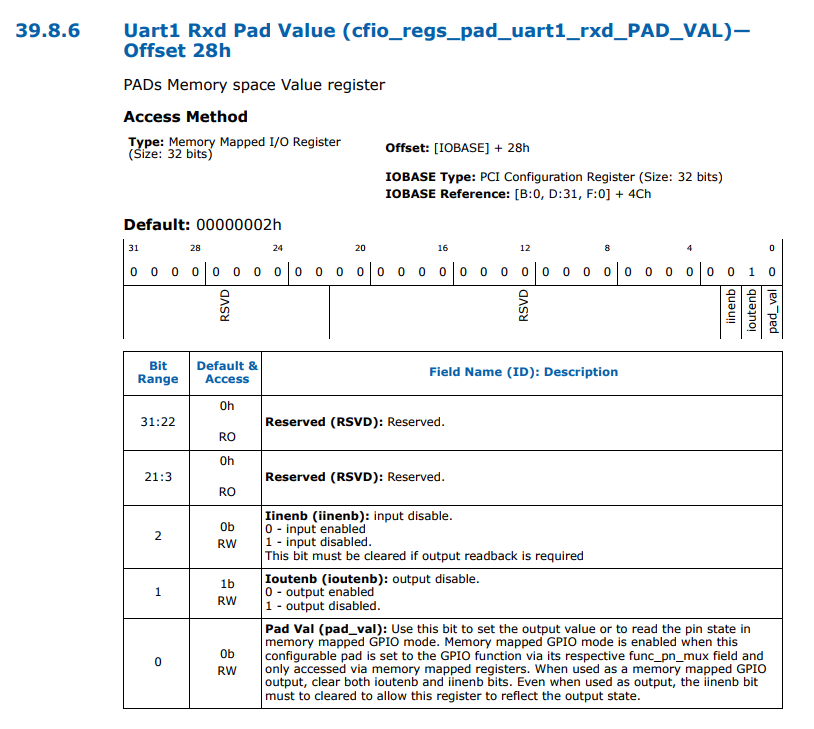 39.8.6 Uart1 Rxd Pad Value (cfio_regs_pad_uart1_rxd_PAD_VAL)—
Offset 28h
PADs Memory space Value register
Access Method
Type: Memory Mapped I/O Register
(Size: 32 bits)
Offset: [IOBASE] + 28h
IOBASE Type: PCI Configuration Register (Size: 32 bits)
IOBASE Reference: [B:0, D:31, F:0] + 4Ch
Default: 00000002h
31 28 24 20 16 12 8 4 0
0 0 0 0 0 0 0 0 0 0 0 0 0 0 0 0 0 0 0 0 0 0 0 0 0 0 0 0 0 0 1 0
RSVD RSVD iinenb ioutenb pad_val
Bit
Range
Default &
Access
Field Name (ID): Description
31:22
0h
RO
Reserved (RSVD): Reserved.
21:3
0h
RO
Reserved (RSVD): Reserved.
2
0b
RW
Iinenb (iinenb): input disable.
0 - input enabled
1 - input disabled.
This bit must be cleared if output readback is required
1
1b
RW
Ioutenb (ioutenb): output disable.
0 - output enabled
1 - output disabled.
0
0b
RW
Pad Val (pad_val): Use this bit to set the output value or to read the pin state in
memory mapped GPIO mode. Memory mapped GPIO mode is enabled when this
configurable pad is set to the GPIO function via its respective func_pn_mux field and
only accessed via memory mapped registers. When used as a memory mapped GPIO
output, clear both ioutenb and iinenb bits. Even when used as output, the iinenb bit
must to cleared to allow this register to reflect the output state.